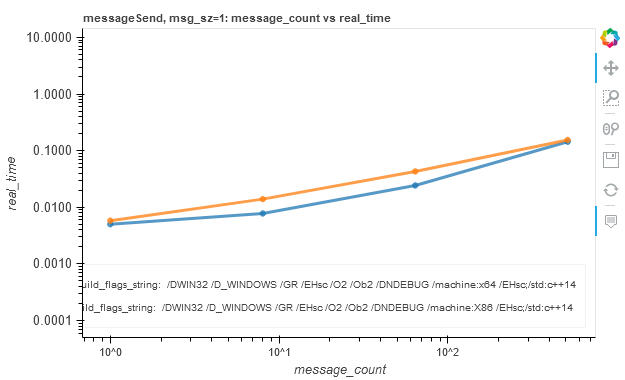 messageSend, msg_sz=1: message_count vs real_time
10.0000
1.0000
0.1000
0.0100
0.0010
0.0001
real_time
uild_flags_string: /DWIN32 /D_WINDOWS /GR /EHsc /O2 /Ob2 /DNDEBUG /machine:x64 /EHsc;/std:c++14
ild_flags_string: /DWIN32 /D_WINDOWS /GR /EHsc /O2 /Ob2 /DNDEBUG /machine:X86 /EHsc;/std:c++14
10^0 10^1 10^2
message_count